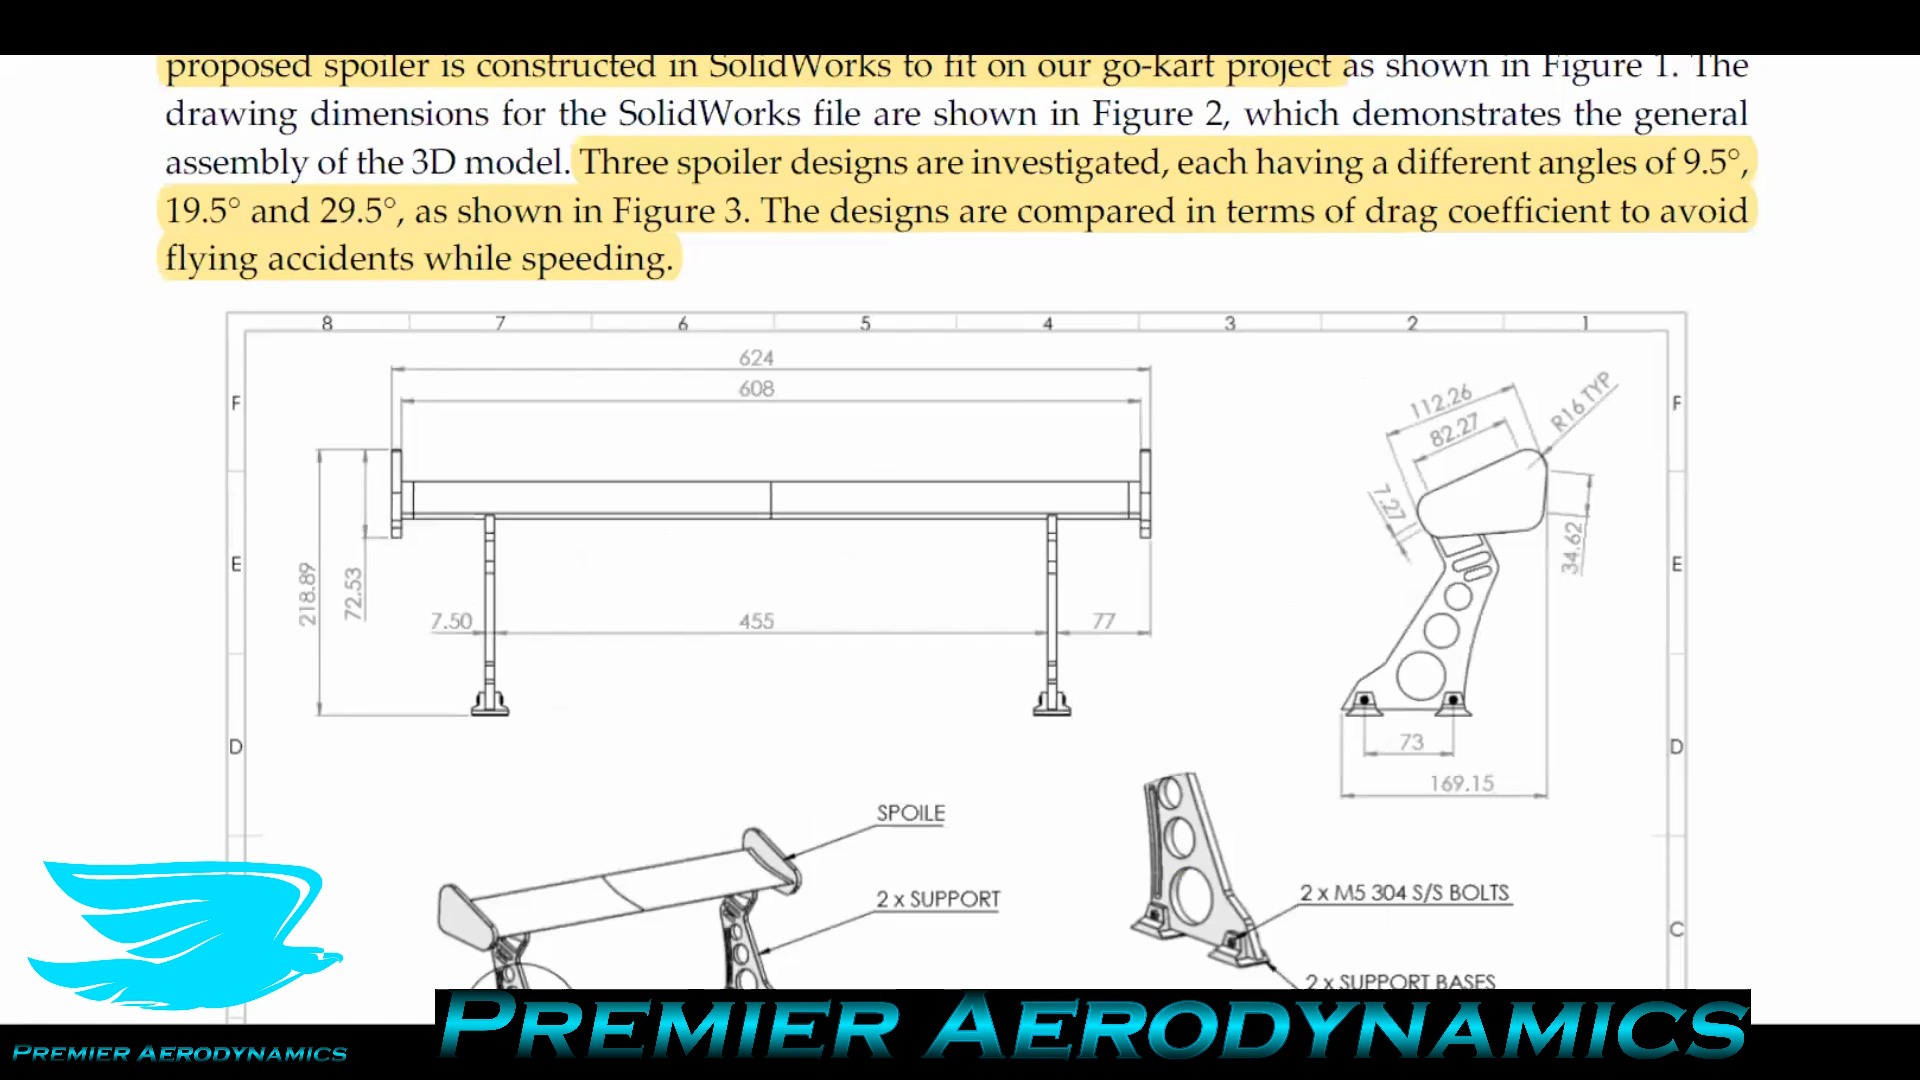 proposed spoiler is constructed in SolidWorks to fit on our go-kart project as shown in Figure 1. The
drawing dimensions for the SolidWorks file are shown in Figure 2, which demonstrates the general
assembly of the 3D model. Three spoiler designs are investigated, each having a different angles of 9.5°,
19.5° and 29.5°, as shown in Figure 3. The designs are compared in terms of drag coefficient to avoid
flying accidents while speeding.
8 7 6 5 4 3 2 1
624
608
112.26
82.27
R16 TYP
F F
7.27
34.62
E E
218.89
72.53
7.50 455 77
73
D D
169.15
SPOILE
2 x SUPPORT
2 x M5 304 S/S BOLTS
C
2 x SUPPORT BASES
PREMIER AERODYNAMICS
PREMIER AERODYNAMICS